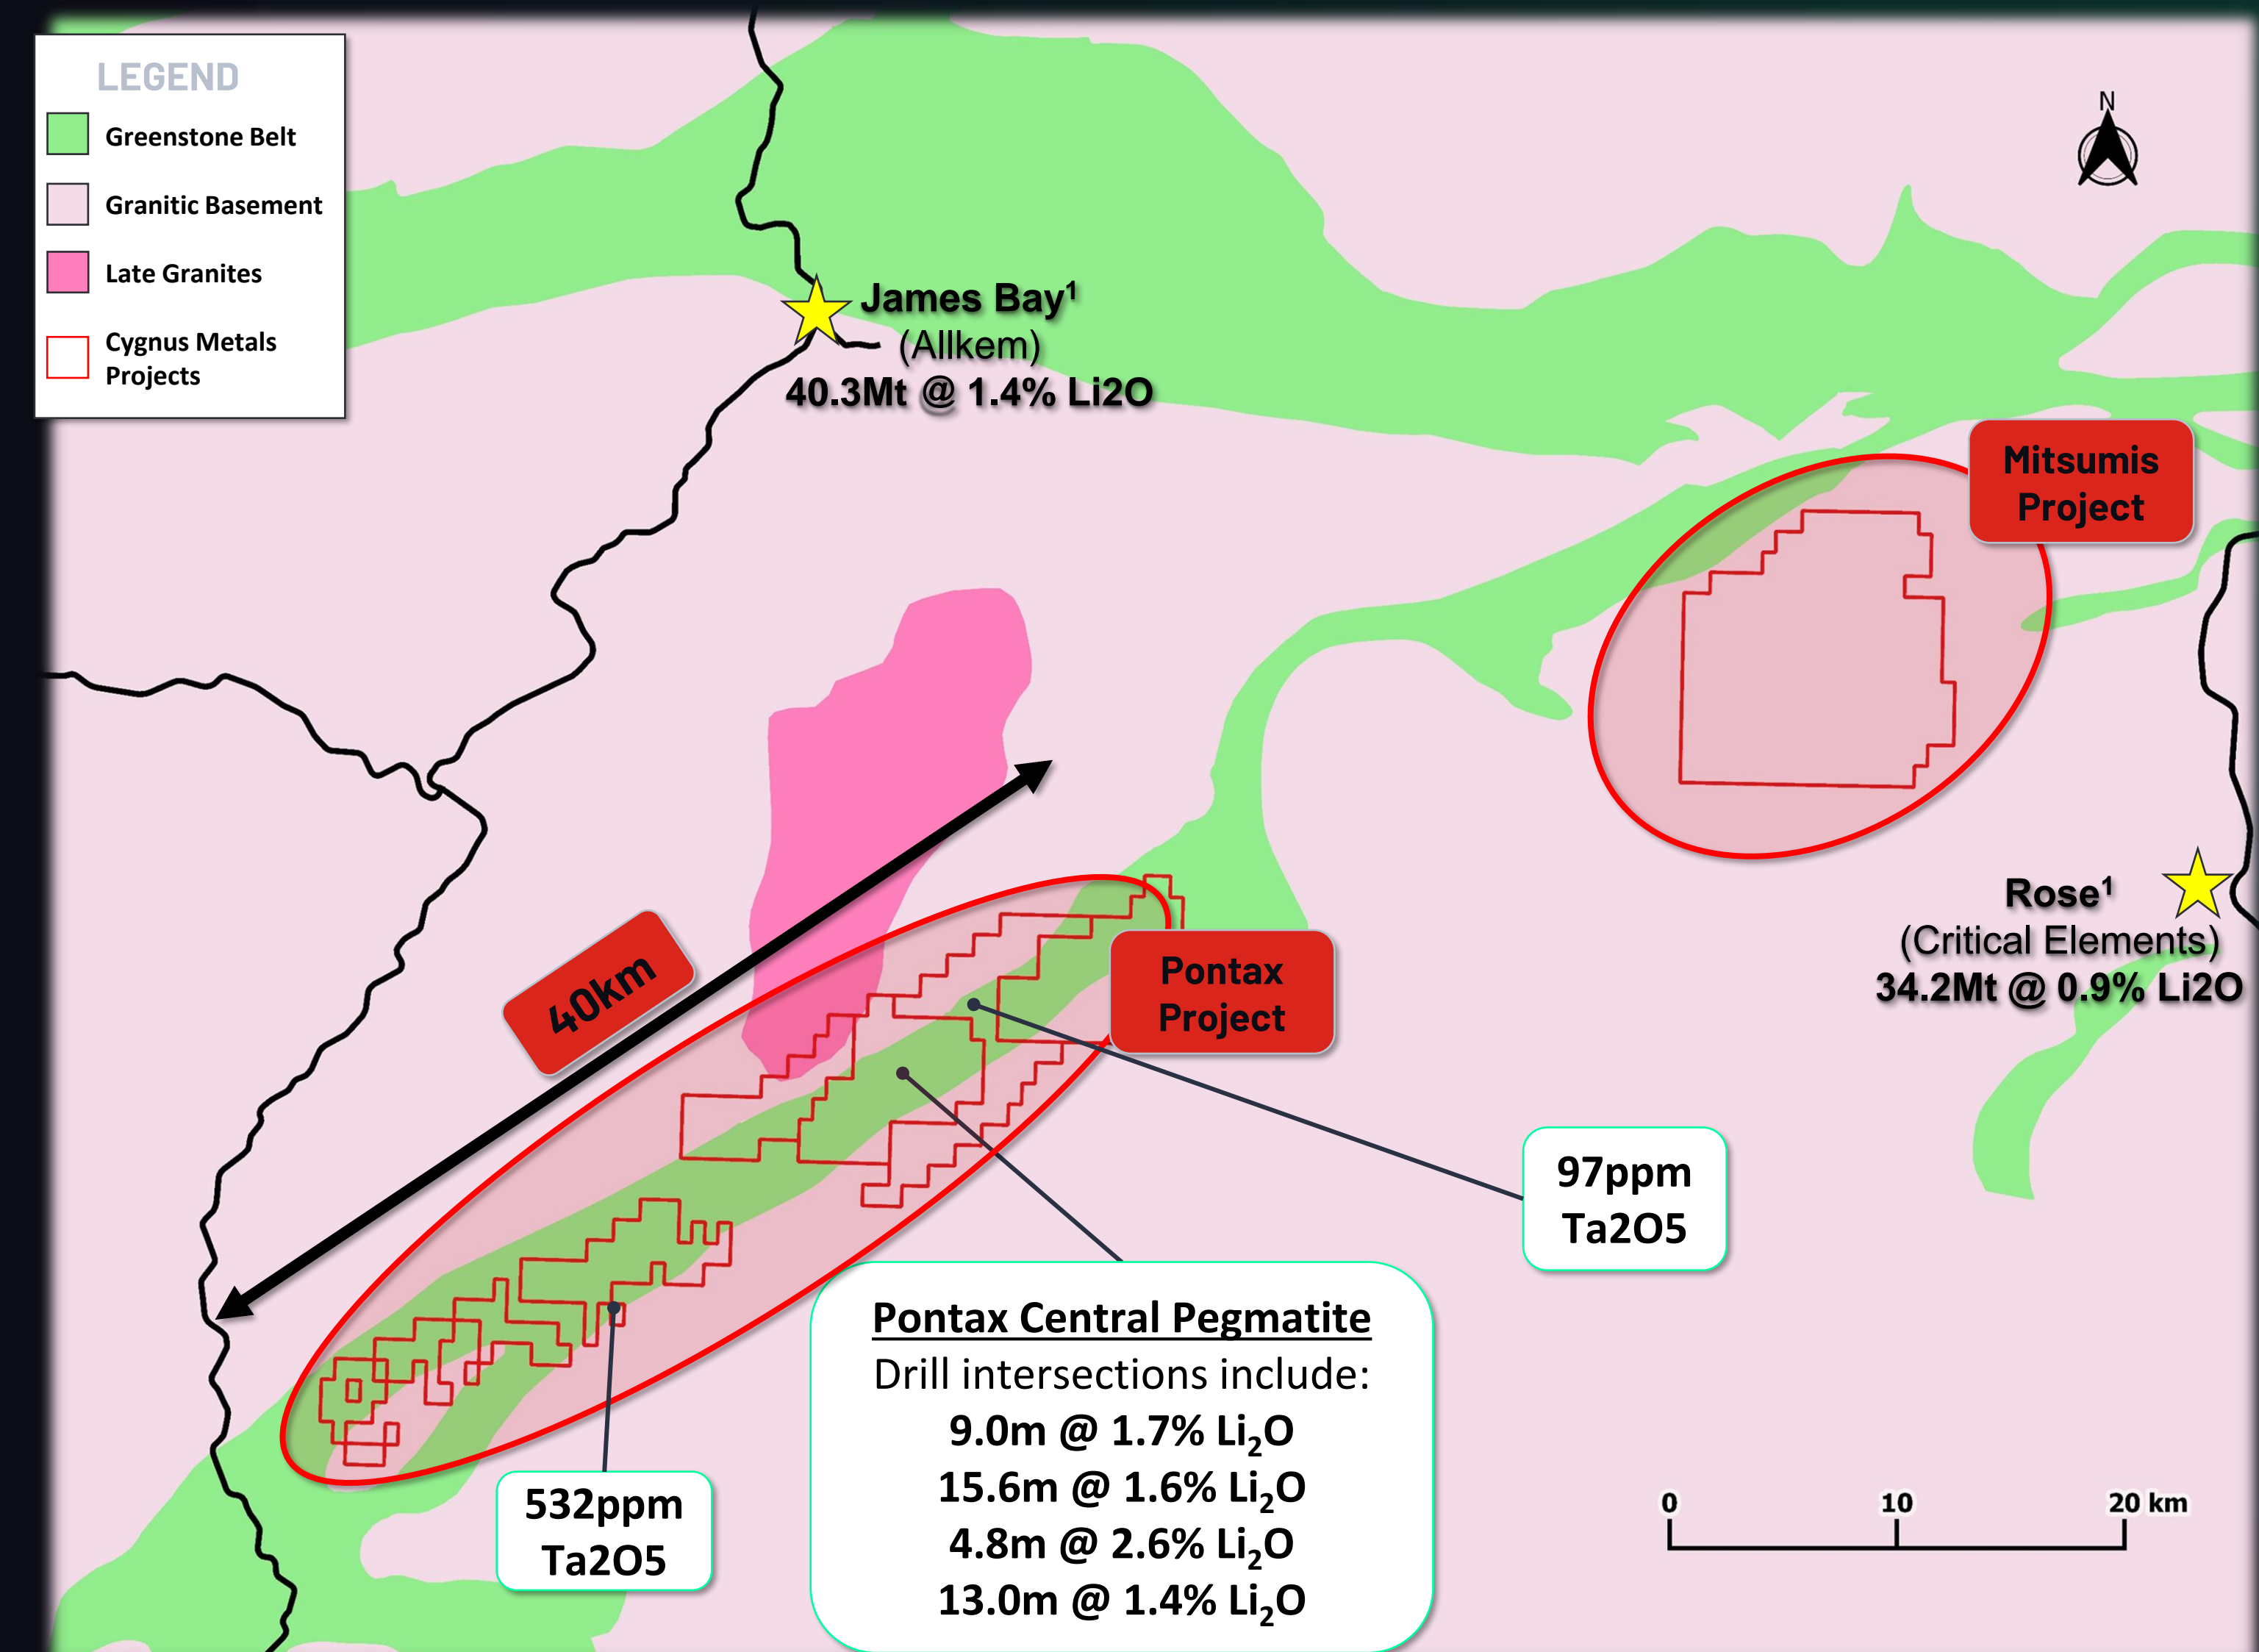 LEGEND
Greenstone Belt
Granitic Basement
Late Granites
Cygnus Metals
Projects
N
James Bay¹
(Allkem)
40.3Mt @ 1.4% Li2O
Mitsumis
Project
Rose¹
(Critical Elements)
34.2Mt @ 0.9% Li2O
40km
Pontax
Project
97ppm
Ta2O5
532ppm
Ta2O5
Pontax Central Pegmatite
Drill intersections include:
9.0m @ 1.7% Li₂O
15.6m @ 1.6% Li₂O
4.8m @ 2.6% Li₂O
13.0m @ 1.4% Li₂O
0 10 20 km